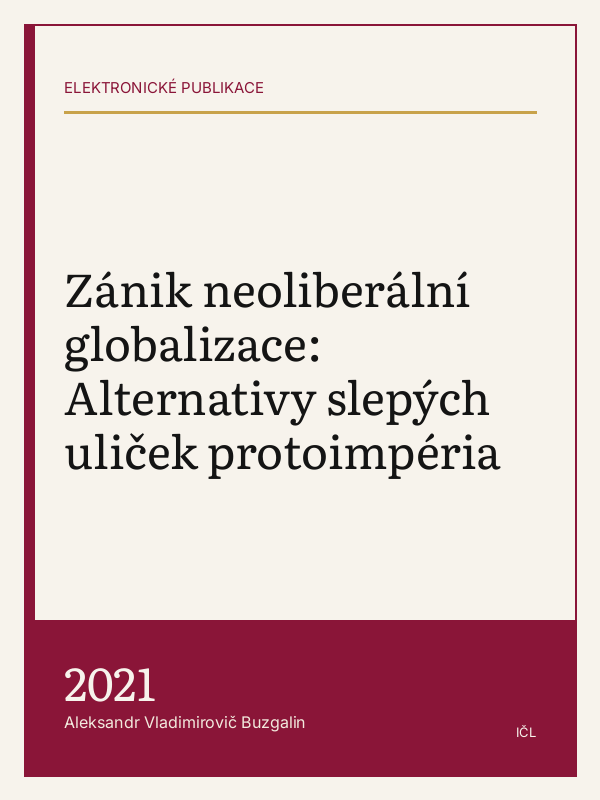 ELEKTRONICKÉ PUBLIKACE
Zánik neoliberální
globalizace:
Alternativy slepých
uliček protoimpéria
2021
Aleksandr Vladimirovič Buzgalin
IČL